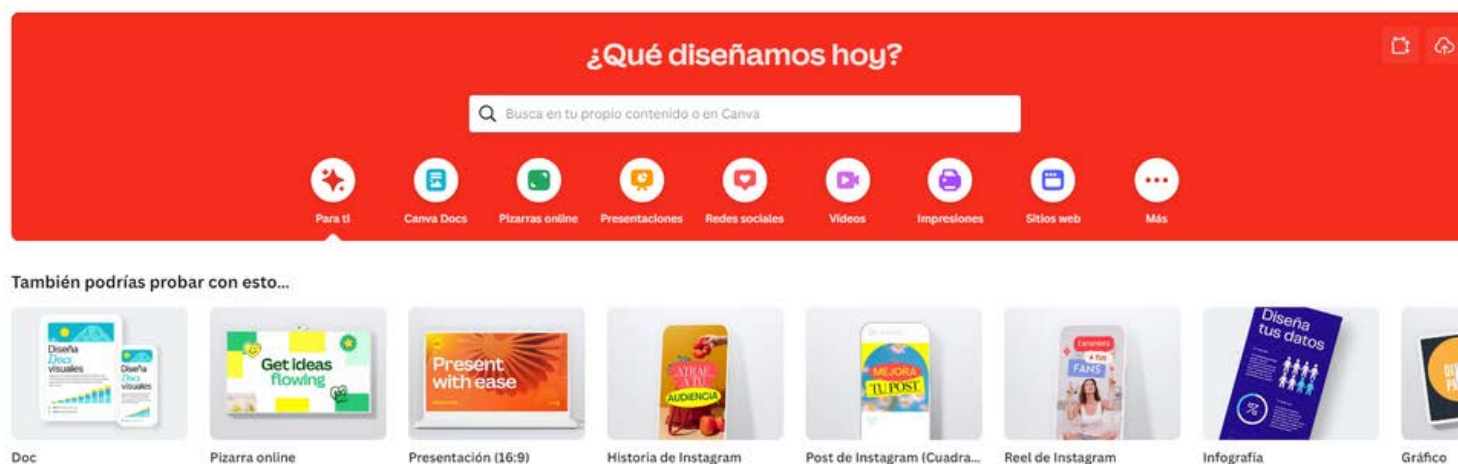 ¿Qué diseñamos hoy?
Busca en tu propio contenido o en Canva
Para ti
Canva Docs
Pizarras online
Presentaciones
Redes sociales
Vídeos
Impresiones
Sitios web
Más
También podrías probar con esto...
Diseña
Docs
visuales
Diseña
Docs
visuales
Get ideas
flowing
Present
with ease
ATRAE
A TU
AUDIENCIA
MEJORA
TU POST
A TUS
FANS
Diseña
tus datos
Doc
Pizarra online
Presentación (16:9)
Historia de Instagram
Post de Instagram (Cuadra...
Reel de Instagram
Infografía
Gráfico